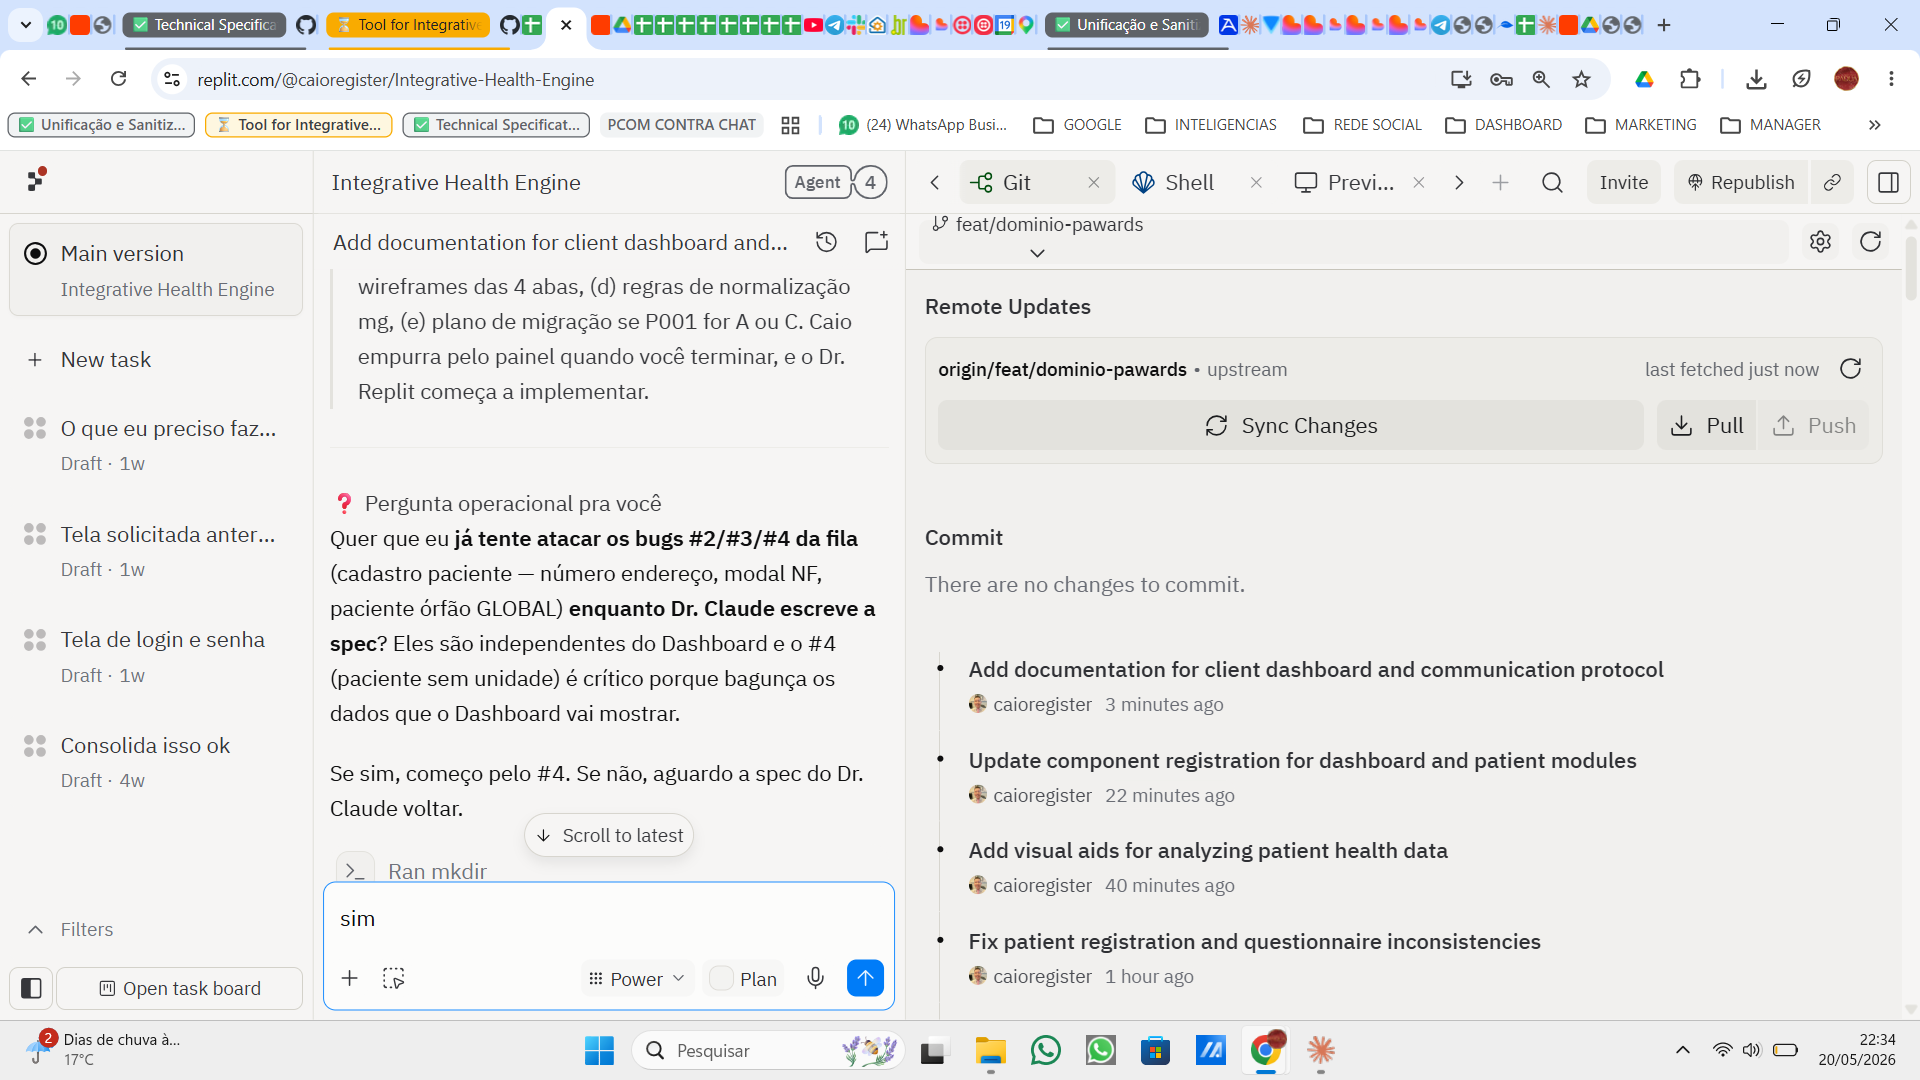 10
Technical Specifica
Tool for Integrative
Unificação e Saniti
replit.com/@caioregister/Integrative-Health-Engine
Unificação e Sanitiz...
Tool for Integrative...
Technical Specificat...
PCOM CONTRA CHAT
10 (24) WhatsApp Busi...
GOOGLE
INTELIGENCIAS
REDE SOCIAL
DASHBOARD
MARKETING
MANAGER
Integrative Health Engine
Agent 4
Git
Shell
Previ...
Invite
Republish
Main version
Integrative Health Engine
New task
O que eu preciso faz...
Draft · 1w
Tela solicitada anter...
Draft · 1w
Tela de login e senha
Draft · 1w
Consolida isso ok
Draft · 4w
Filters
Open task board
Add documentation for client dashboard and...
wireframes das 4 abas, (d) regras de normalização
mg, (e) plano de migração se P001 for A ou C. Caio
empurra pelo painel quando você terminar, e o Dr.
Replit começa a implementar.
❓ Pergunta operacional pra você
Quer que eu já tente atacar os bugs #2/#3/#4 da fila
(cadastro paciente — número endereço, modal NF,
paciente órfão GLOBAL) enquanto Dr. Claude escreve a
spec? Eles são independentes do Dashboard e o #4
(paciente sem unidade) é crítico porque bagunça os
dados que o Dashboard vai mostrar.
Se sim, começo pelo #4. Se não, aguardo a spec do Dr.
Claude voltar.
Scroll to latest
Ran mkdir
sim
Power
Plan
feat/dominio-pawards
Remote Updates
origin/feat/dominio-pawards • upstream
last fetched just now
Sync Changes
Pull
Push
Commit
There are no changes to commit.
Add documentation for client dashboard and communication protocol
caioregister 3 minutes ago
Update component registration for dashboard and patient modules
caioregister 22 minutes ago
Add visual aids for analyzing patient health data
caioregister 40 minutes ago
Fix patient registration and questionnaire inconsistencies
caioregister 1 hour ago
2
Dias de chuva à...
17°C
Pesquisar
22:34
20/05/2026